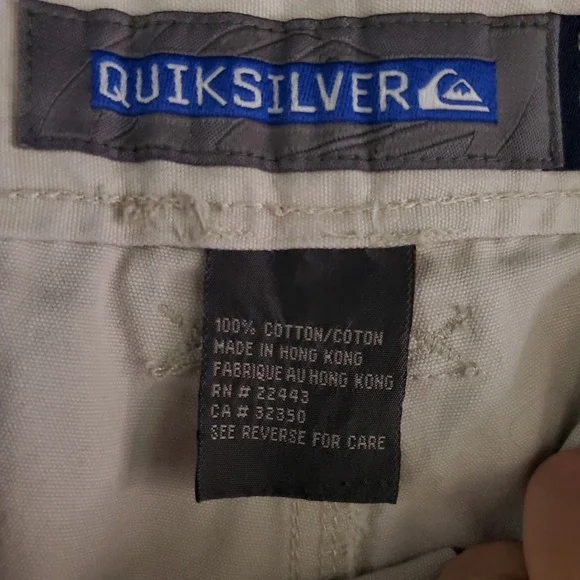 QUIKSILVER
100% COTTON/COTON
MADE IN HONG KONG
FABRIQUE AU HONG KONG
RN # 22443
CA # 32350
SEE REVERSE FOR CARE